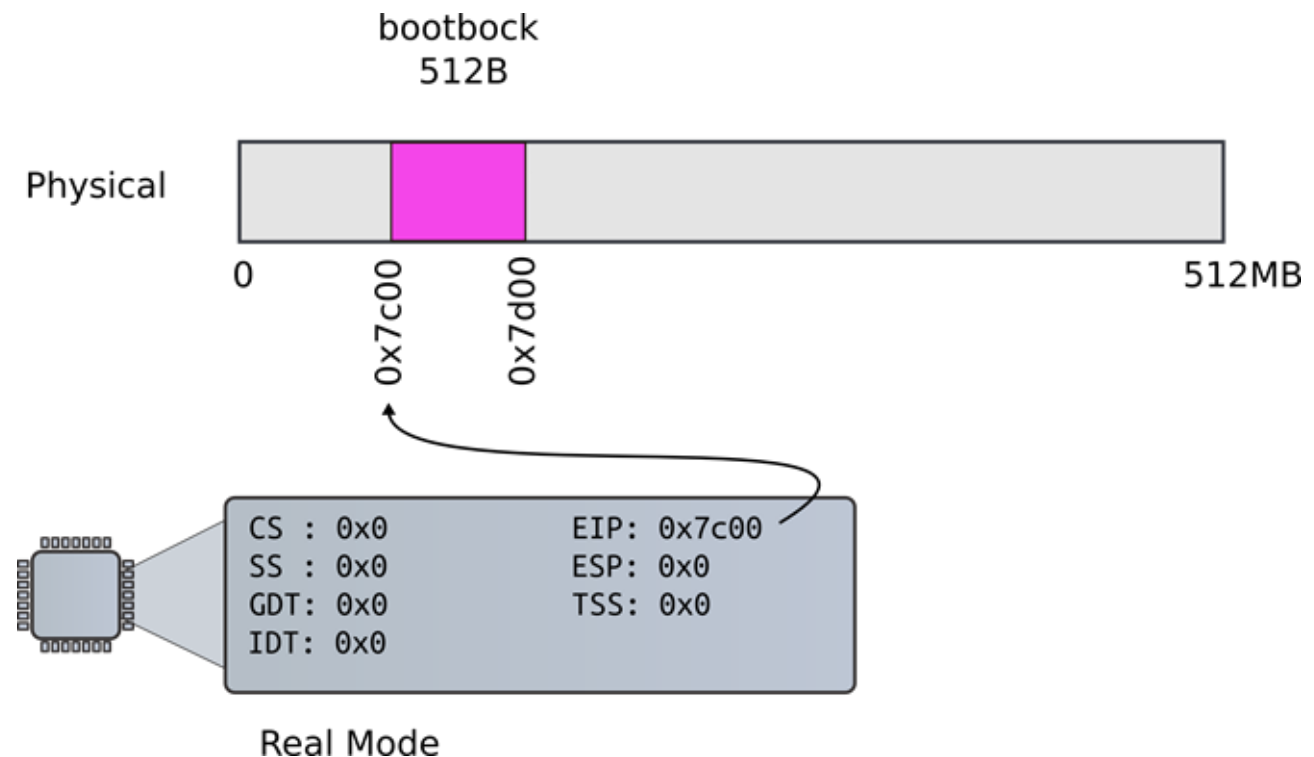 bootbock
512B
Physical
0
0x7c00
0x7d00
512MB
CS : 0x0
EIP: 0x7c00
SS : 0x0
ESP: 0x0
GDT: 0x0
TSS: 0x0
IDT: 0x0
Real Mode